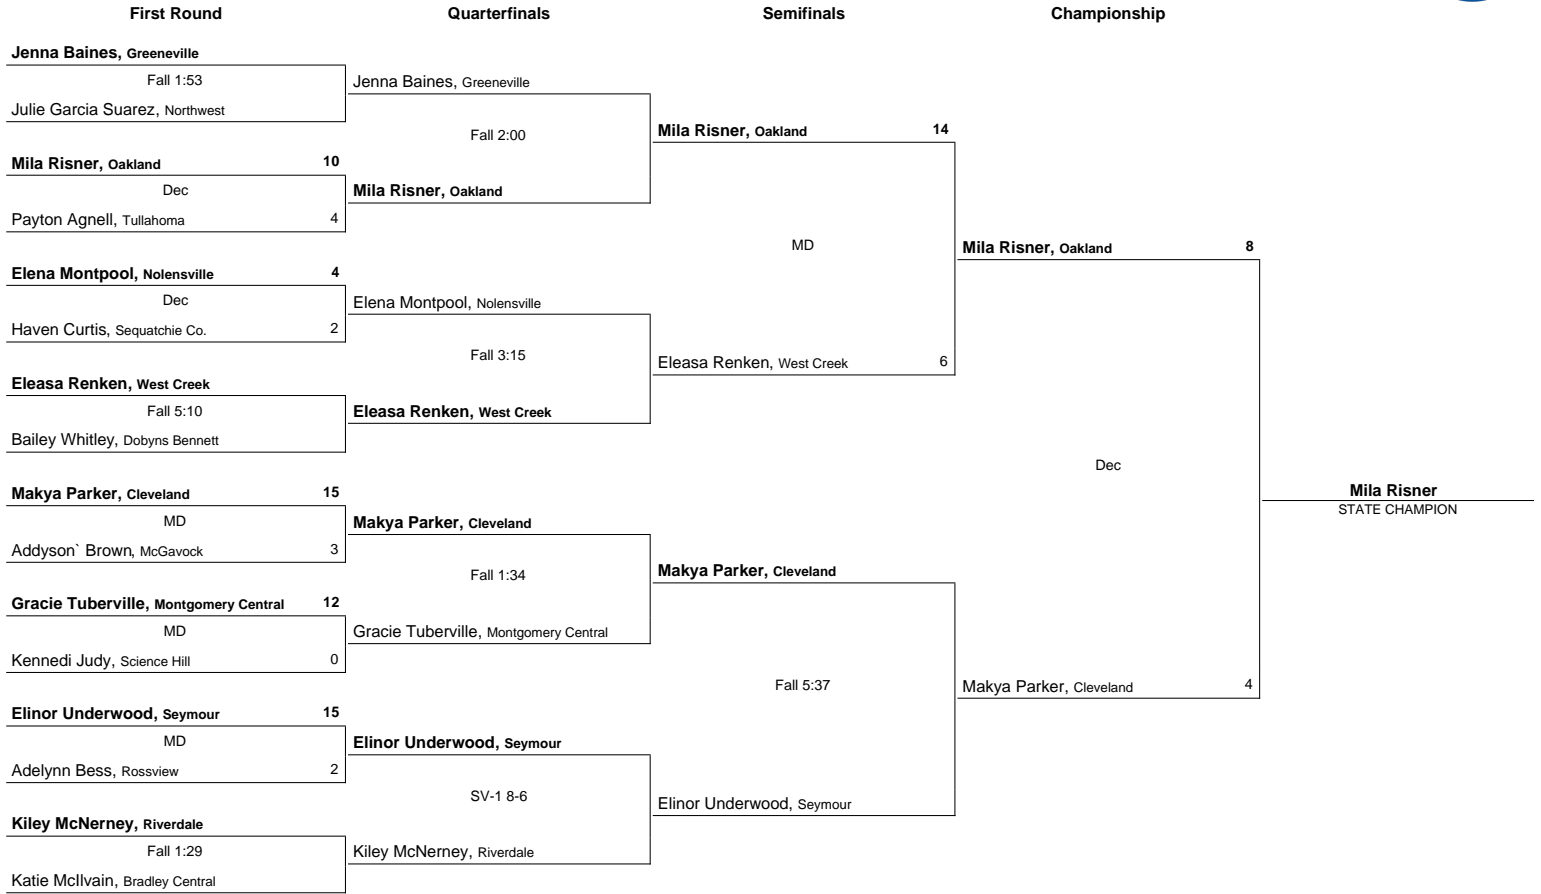 First Round
Quarterfinals
Semifinals
Championship
Jenna Baines, Greeneville
Fall 1:53
Julie Garcia Suarez, Northwest
Mila Risner, Oakland 10
Dec
Payton Agnell, Tullahoma 4
Elena Montpool, Nolensville 4
Dec
Haven Curtis, Sequatchie Co. 2
Eleasa Renken, West Creek
Fall 5:10
Bailey Whitley, Dobyns Bennett
Makya Parker, Cleveland 15
MD
Addyson` Brown, McGavock 3
Gracie Tuberville, Montgomery Central 12
MD
Kennedi Judy, Science Hill 0
Elinor Underwood, Seymour 15
MD
Adelynn Bess, Rossview 2
Kiley McNerney, Riverdale
Fall 1:29
Katie McIlvain, Bradley Central
Jenna Baines, Greeneville
Fall 2:00
Mila Risner, Oakland
Elena Montpool, Nolensville
Fall 3:15
Eleasa Renken, West Creek
Makya Parker, Cleveland
Fall 1:34
Gracie Tuberville, Montgomery Central
Elinor Underwood, Seymour
SV-1 8-6
Kiley McNerney, Riverdale
Mila Risner, Oakland 14
MD
Eleasa Renken, West Creek 6
Makya Parker, Cleveland
Fall 5:37
Elinor Underwood, Seymour
Mila Risner, Oakland 8
Dec
Makya Parker, Cleveland 4
Mila Risner
STATE CHAMPION